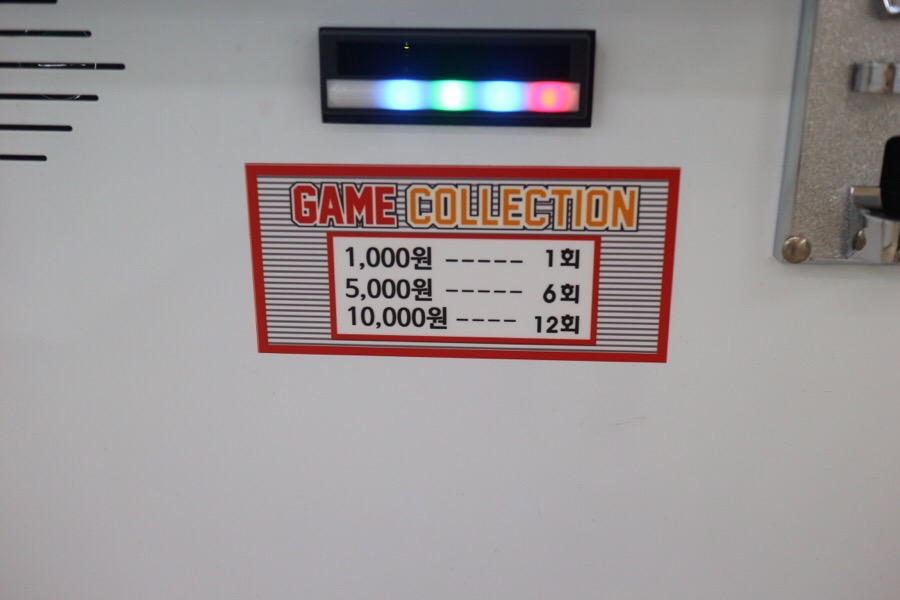 GAME COLLECTION
1,000원 ----- 1회
5,000원 ----- 6회
10,000원 ---- 12회